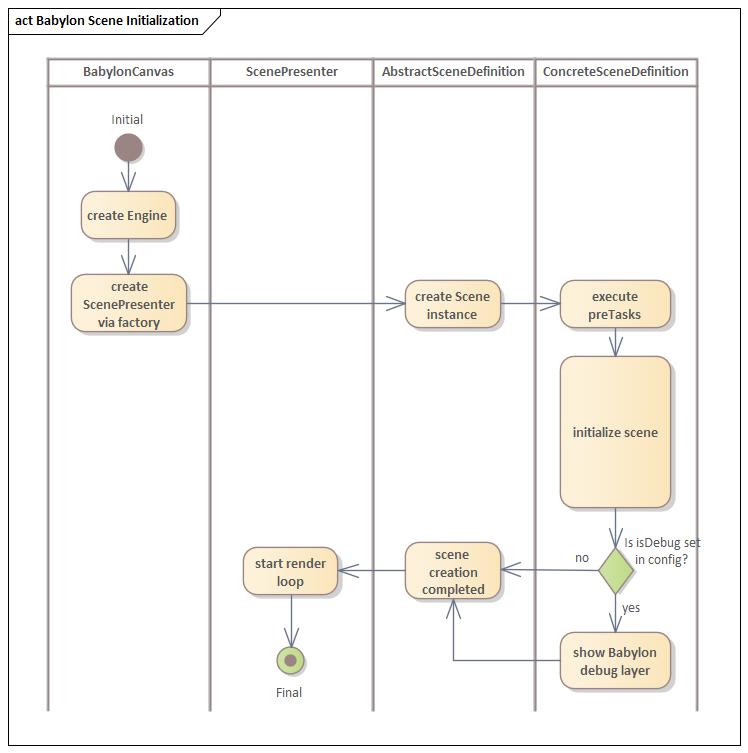 act Babylon Scene Initialization
BabylonCanvas
ScenePresenter
AbstractSceneDefinition
ConcreteSceneDefinition
Initial
create Engine
create
ScenePresenter
via factory
create Scene
instance
execute
preTasks
initialize scene
Is isDebug set
in config?
no
yes
scene
creation
completed
start render
loop
show Babylon
debug layer
Final